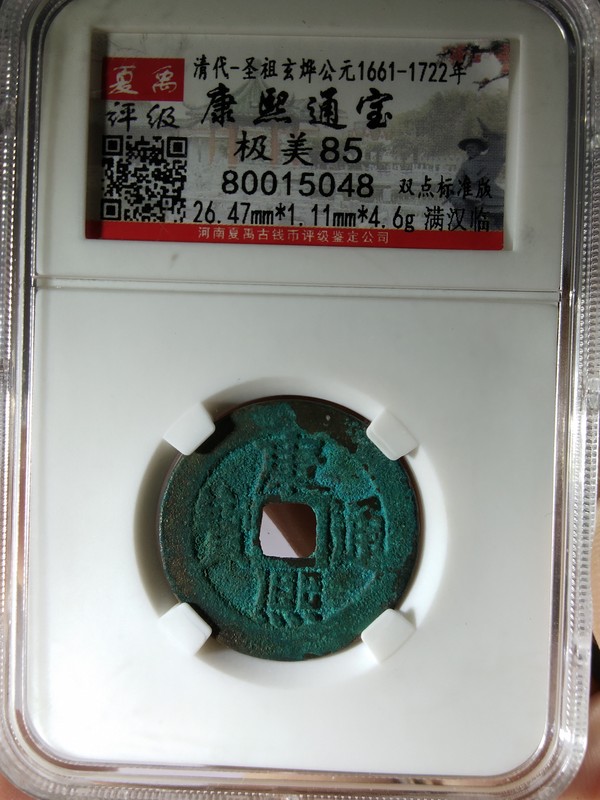 夏禹
评级
清代-圣祖玄烨公元1661-1722年
康熙通宝
极美85
80015048 双点标准版
26.47mm*1.11mm*4.6g 满汉临
河南夏禹古钱币评级鉴定公司
康熙通寶